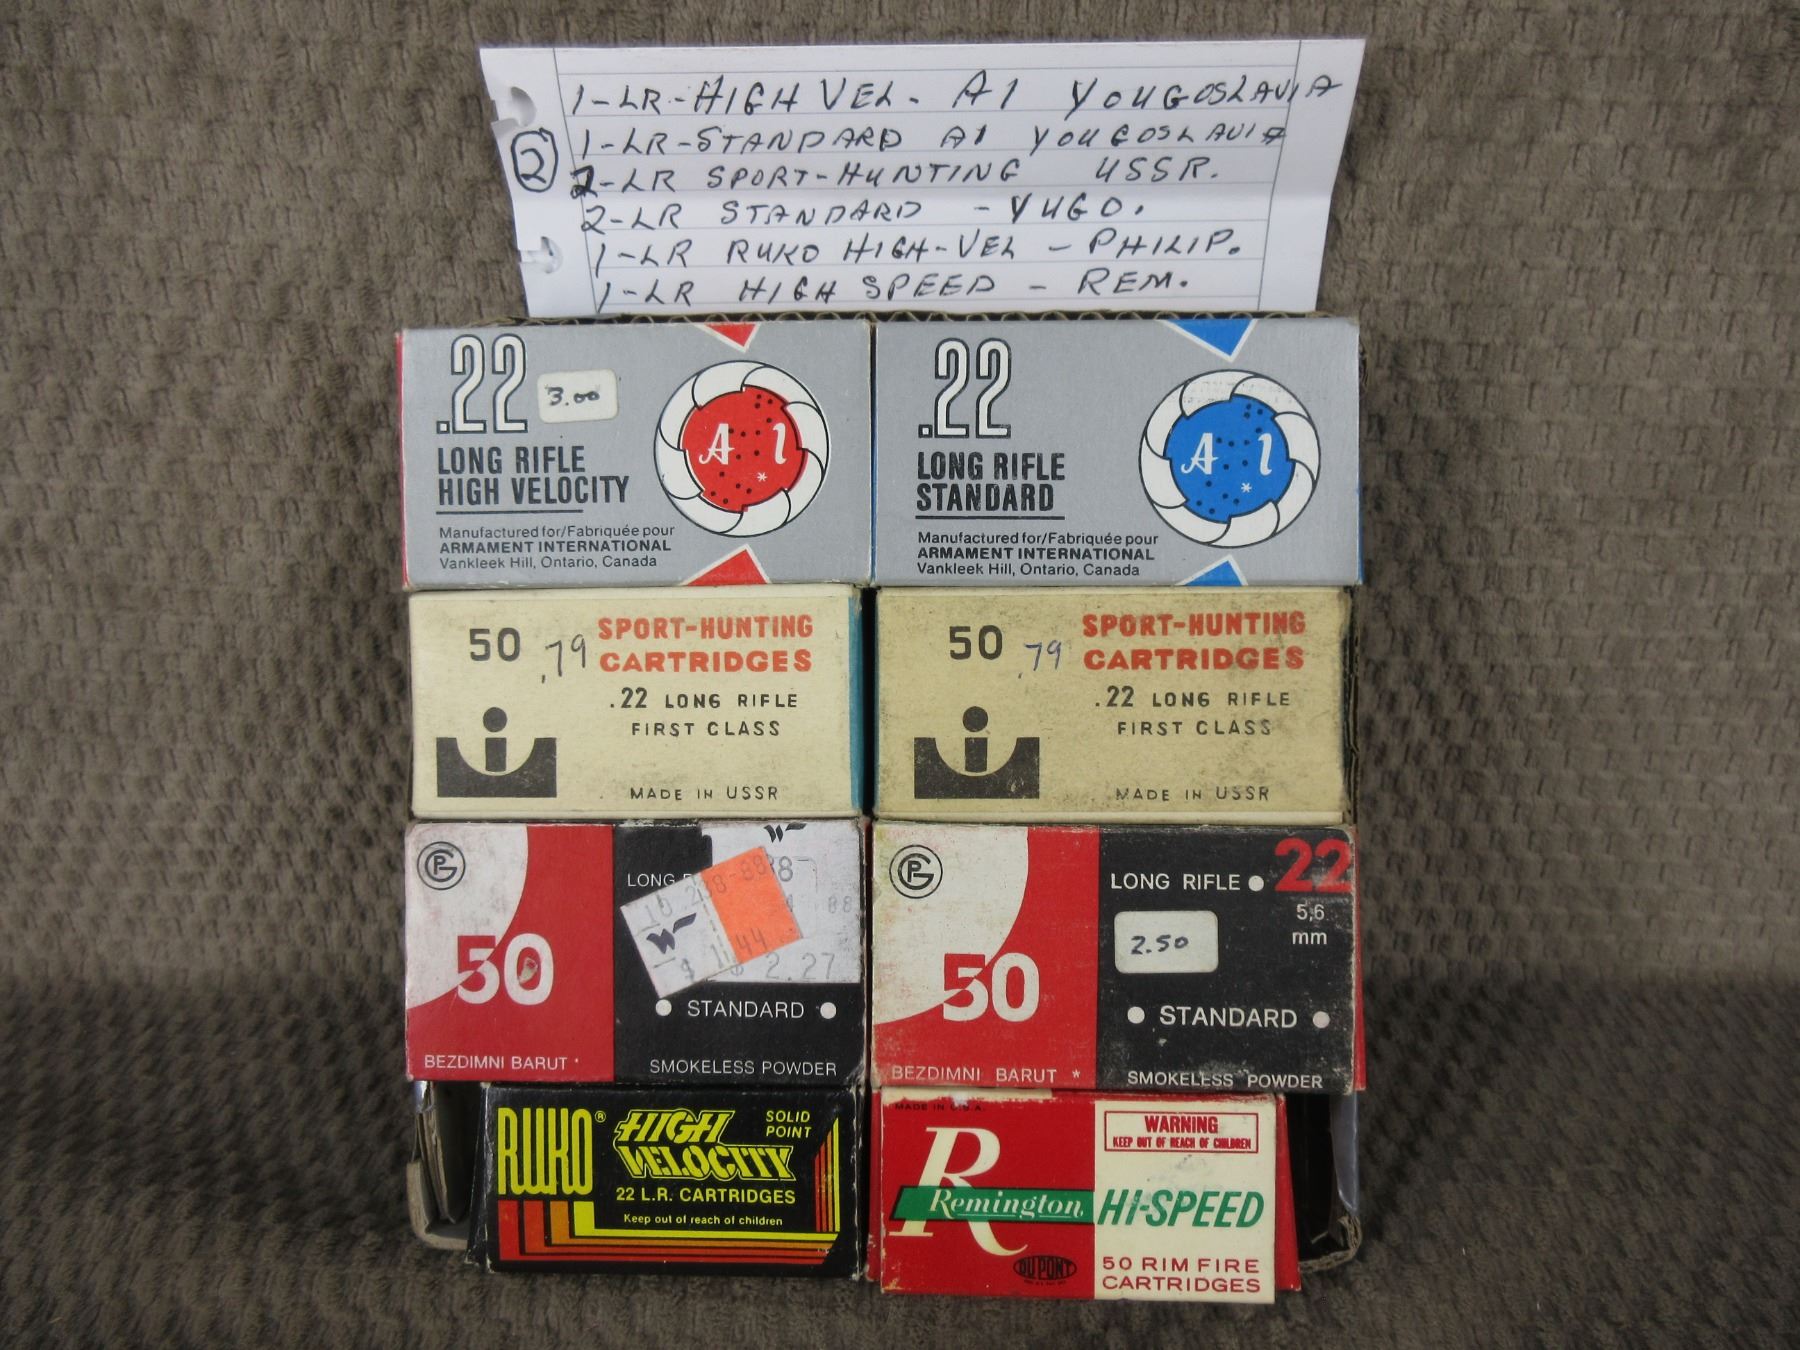 1-LR-HIGH VEL. A1 YOUGOSLAVIA
1-LR-STANDARD A1 YOUGOSLAVIA
2
2-LR SPORT-HUNTING USSR.
2-LR STANDARD - YUGO.
1-LR RUKO HIGH-VEL - PHILIP.
1-LR HIGH SPEED - REM.
.22
3.00
LONG RIFLE
HIGH VELOCITY
A 1
*
Manufactured for/Fabriquée pour
ARMAMENT INTERNATIONAL
Vankleek Hill, Ontario, Canada
.22
LONG RIFLE
STANDARD
A 1
*
Manufactured for/Fabriquée pour
ARMAMENT INTERNATIONAL
Vankleek Hill, Ontario, Canada
50
.79
SPORT-HUNTING
CARTRIDGES
.22 LONG RIFLE
FIRST CLASS
MADE IN USSR
50
.79
SPORT-HUNTING
CARTRIDGES
.22 LONG RIFLE
FIRST CLASS
MADE IN USSR
50
LONG
$ 2.27
STANDARD
BEZDIMNI BARUT *
SMOKELESS POWDER
50
LONG RIFLE 22
5,6
mm
2.50
STANDARD
BEZDIMNI BARUT *
SMOKELESS POWDER
RUKO®
HIGH
VELOCITY
SOLID
POINT
22 L.R. CARTRIDGES
Keep out of reach of children
MADE IN U.S.A.
R
Remington
HI-SPEED
WARNING
KEEP OUT OF REACH OF CHILDREN
DU PONT
50 RIM FIRE
CARTRIDGES